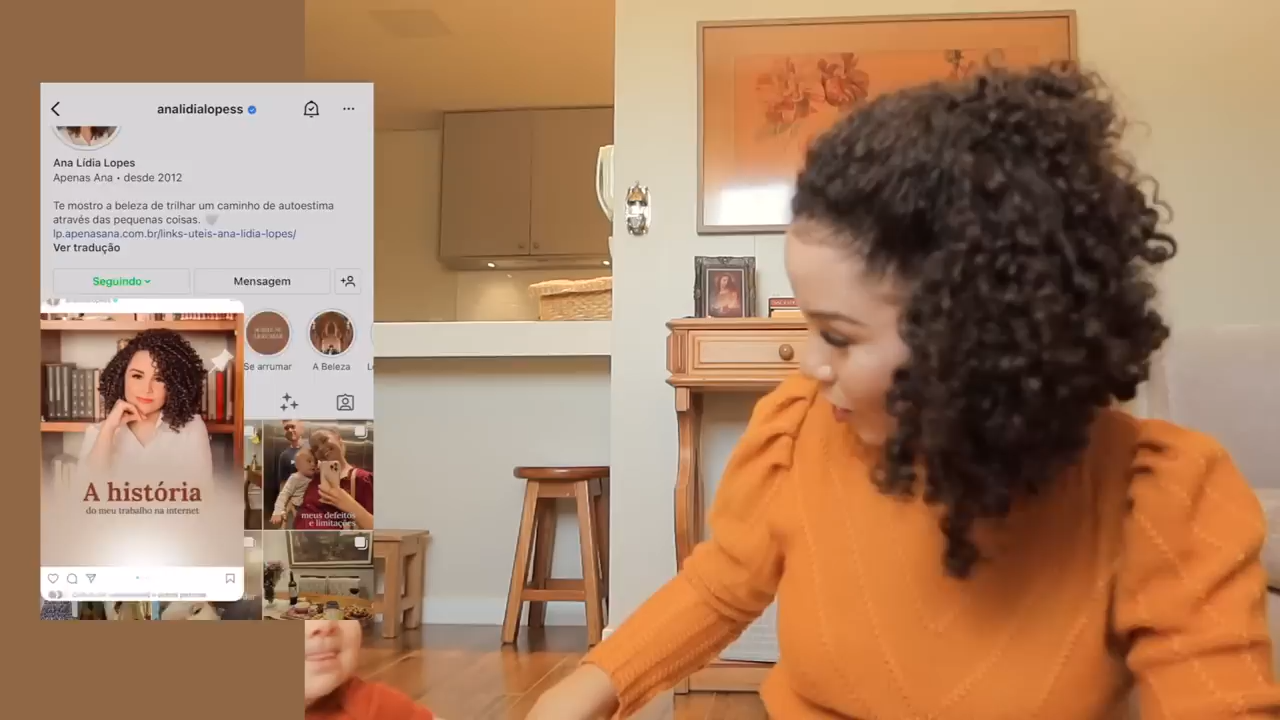 analidialopess
Ana Lídia Lopes
Apenas Ana • desde 2012
Te mostro a beleza de trilhar um caminho de autoestima
através das pequenas coisas. 🤍
lp.apenasana.com.br/links-uteis-ana-lidia-lopes/
Ver tradução
Seguindo
Mensagem
Se arrumar
A Beleza
A história
do meu trabalho na internet
meus defeitos
e limitações